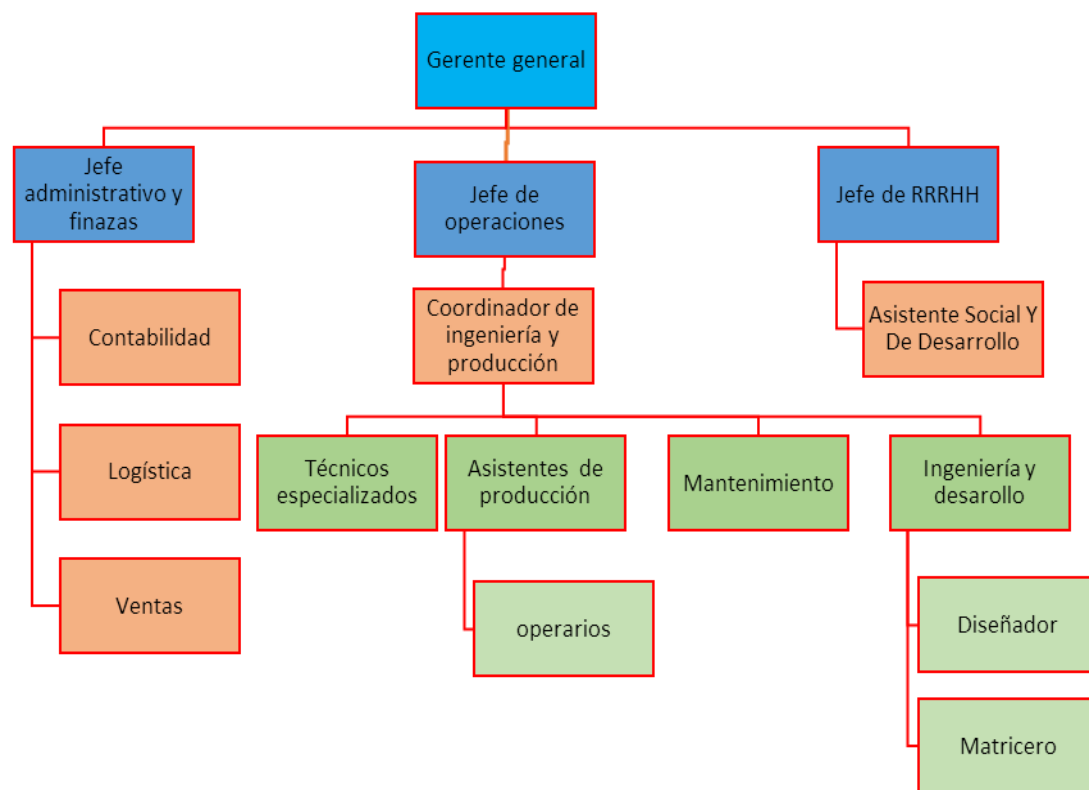 Gerente general
Jefe
administrativo y
finazas
Jefe de
operaciones
Jefe de RRRHH
Contabilidad
Coordinador de
ingeniería y
producción
Asistente Social Y
De Desarrollo
Logística
Técnicos
especializados
Asistentes de
producción
Mantenimiento
Ingeniería y
desarollo
Ventas
operarios
Diseñador
Matricero